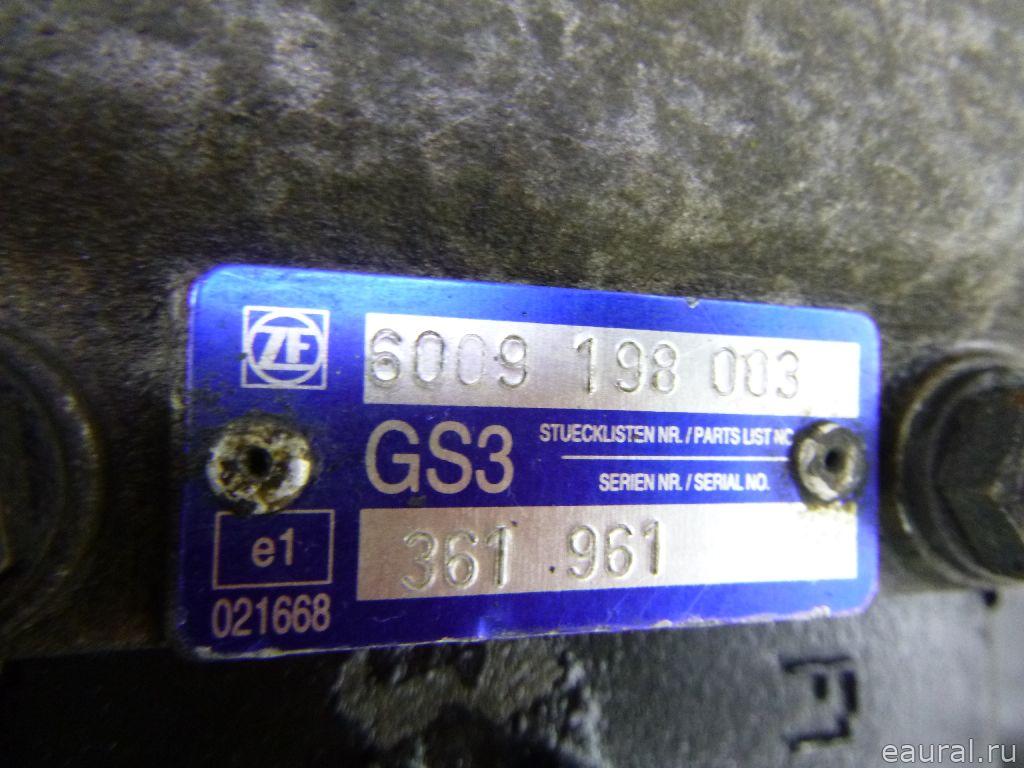 ZF
6009 198 003
GS3
STUECKLISTEN NR. / PARTS LIST NO.
SERIEN NR. / SERIAL NO.
e1
361 961
021668
eaural.ru